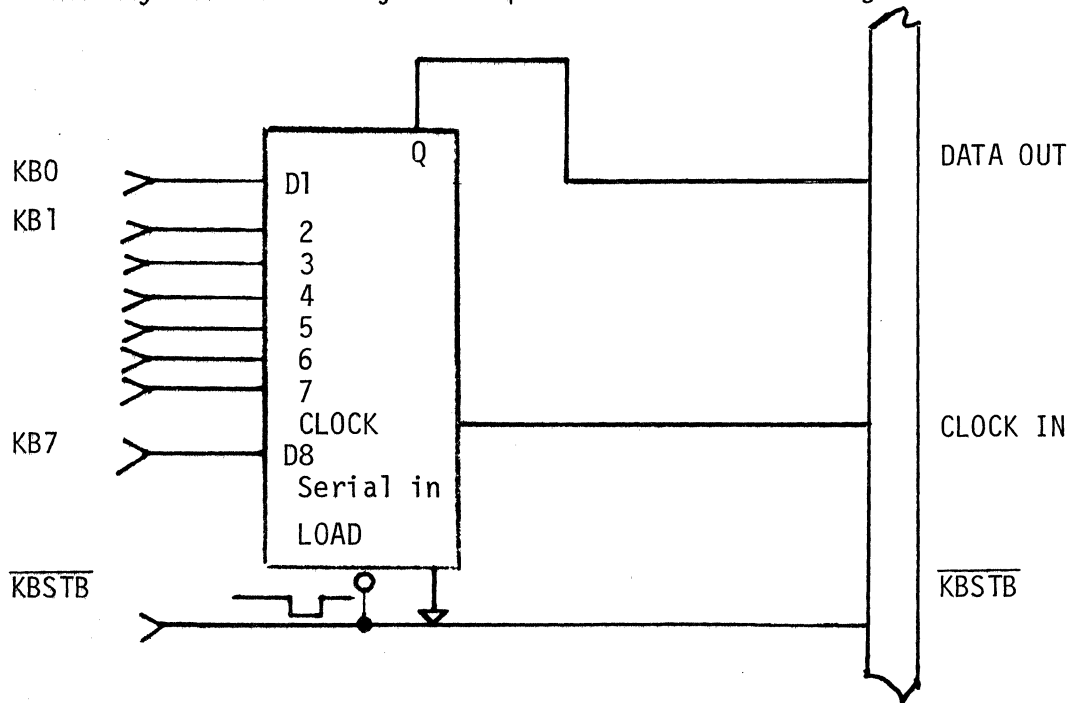 Q
DATA OUT
KB0
D1
KB1
2
3
4
5
6
7
CLOCK
CLOCK IN
KB7
D8
Serial in
LOAD
KBSTB
KBSTB